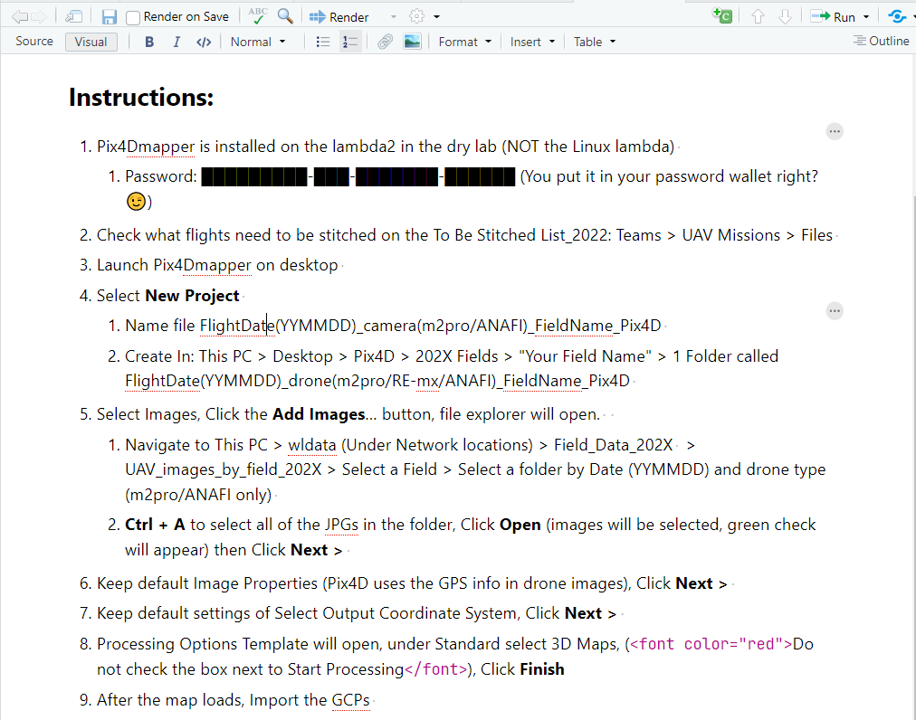 Render on Save ABC Render Run
Source Visual B I </> Normal Format Insert Table Outline
Instructions:
1. Pix4Dmapper is installed on the lambda2 in the dry lab (NOT the Linux lambda)
1. Password: █████████-███-███████-██████ (You put it in your password wallet right?
😉)
2. Check what flights need to be stitched on the To Be Stitched List_2022: Teams > UAV Missions > Files
3. Launch Pix4Dmapper on desktop
4. Select New Project
1. Name file FlightDate(YYMMDD)_camera(m2pro/ANAFI)_FieldName_Pix4D
2. Create In: This PC > Desktop > Pix4D > 202X Fields > "Your Field Name" > 1 Folder called
FlightDate(YYMMDD)_drone(m2pro/RE-mx/ANAFI)_FieldName_Pix4D
5. Select Images, Click the Add Images... button, file explorer will open.
1. Navigate to This PC > wldata (Under Network locations) > Field_Data_202X >
UAV_images_by_field_202X > Select a Field > Select a folder by Date (YYMMDD) and drone type
(m2pro/ANAFI only)
2. Ctrl + A to select all of the JPGs in the folder, Click Open (images will be selected, green check
will appear) then Click Next >
6. Keep default Image Properties (Pix4D uses the GPS info in drone images), Click Next >
7. Keep default settings of Select Output Coordinate System, Click Next >
8. Processing Options Template will open, under Standard select 3D Maps, (<font color="red">Do
not check the box next to Start Processing</font>), Click Finish
9. After the map loads, Import the GCPs